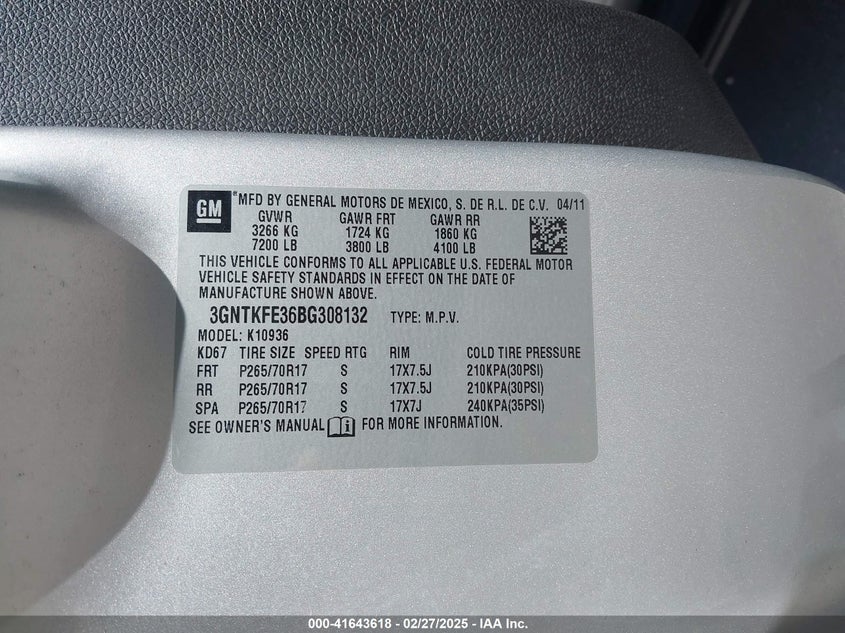 GM ® MFD BY GENERAL MOTORS DE MEXICO, S. DE R.L. DE C.V. 04/11
GVWR GAWR FRT GAWR RR
3266 KG 1724 KG 1860 KG
7200 LB 3800 LB 4100 LB
THIS VEHICLE CONFORMS TO ALL APPLICABLE U.S. FEDERAL MOTOR
VEHICLE SAFETY STANDARDS IN EFFECT ON THE DATE OF
MANUFACTURE SHOWN ABOVE.
3GNTKFE36BG308132 TYPE: M.P.V.
MODEL: K10936
KD67 TIRE SIZE SPEED RTG RIM COLD TIRE PRESSURE
FRT P265/70R17 S 17X7.5J 210KPA(30PSI)
RR P265/70R17 S 17X7.5J 210KPA(30PSI)
SPA P265/70R17 S 17X7J 240KPA(35PSI)
SEE OWNER'S MANUAL i FOR MORE INFORMATION.
000-41643618 - 02/27/2025 - IAA Inc.